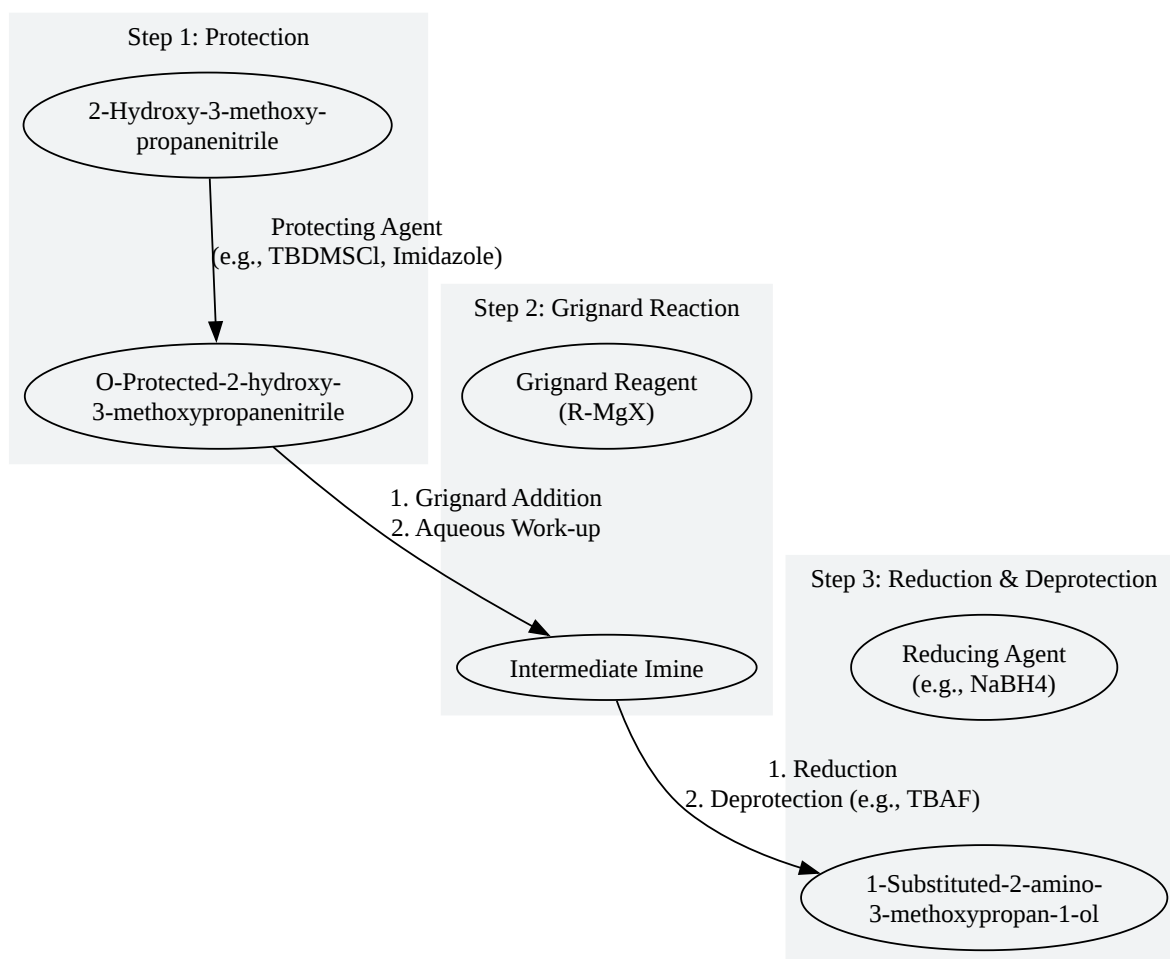 Step 1: Protection
2-Hydroxy-3-methoxy-
propanenitrile
Protecting Agent
(e.g., TBDMSCl, Imidazole)
O-Protected-2-hydroxy-
3-methoxypropanenitrile
Step 2: Grignard Reaction
Grignard Reagent
(R-MgX)
1. Grignard Addition
2. Aqueous Work-up
Intermediate Imine
Step 3: Reduction & Deprotection
Reducing Agent
(e.g., NaBH4)
1. Reduction
2. Deprotection (e.g., TBAF)
1-Substituted-2-amino-
3-methoxypropan-1-ol